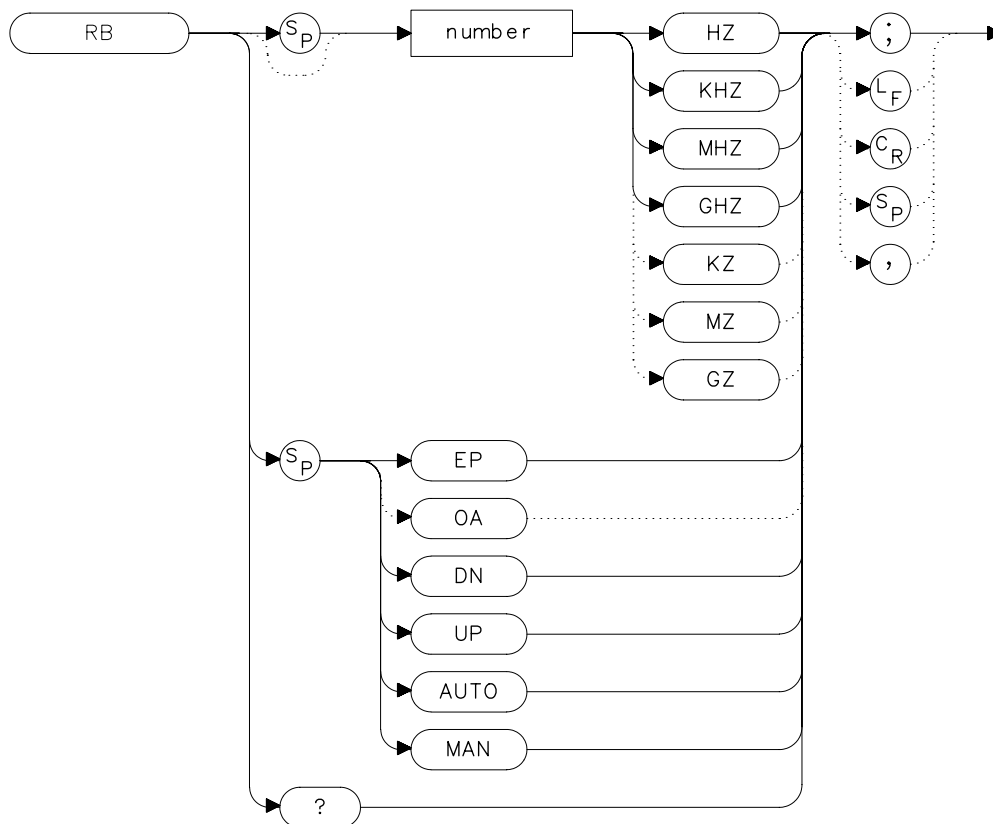 RB SP number HZ ;
KHZ LF
MHZ CR
GHZ SP
KZ ,
MZ
GZ
SP EP
OA
DN
UP
AUTO
MAN
?